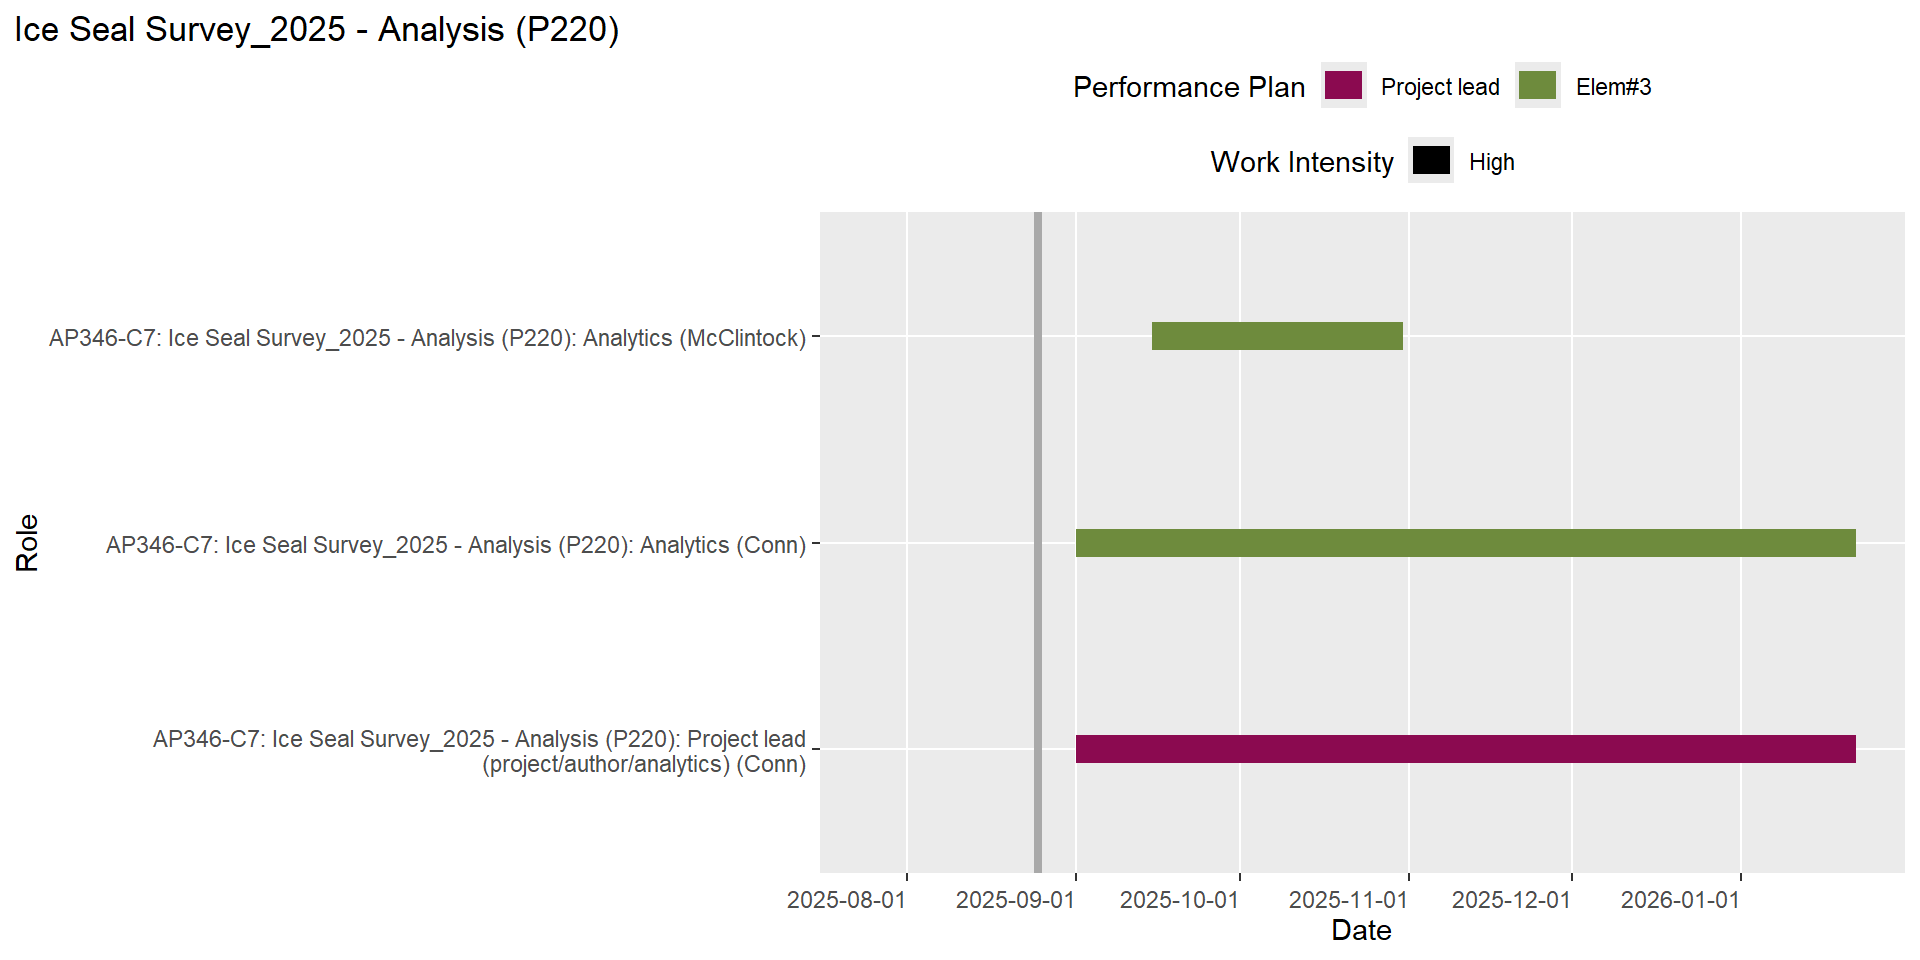 Ice Seal Survey_2025 - Analysis (P220)
Performance Plan Project lead Elem#3
Work Intensity High
AP346-C7: Ice Seal Survey_2025 - Analysis (P220): Analytics (McClintock)
AP346-C7: Ice Seal Survey_2025 - Analysis (P220): Analytics (Conn)
AP346-C7: Ice Seal Survey_2025 - Analysis (P220): Project lead
(project/author/analytics) (Conn)
Role
2025-08-01 2025-09-01 2025-10-01 2025-11-01 2025-12-01 2026-01-01
Date